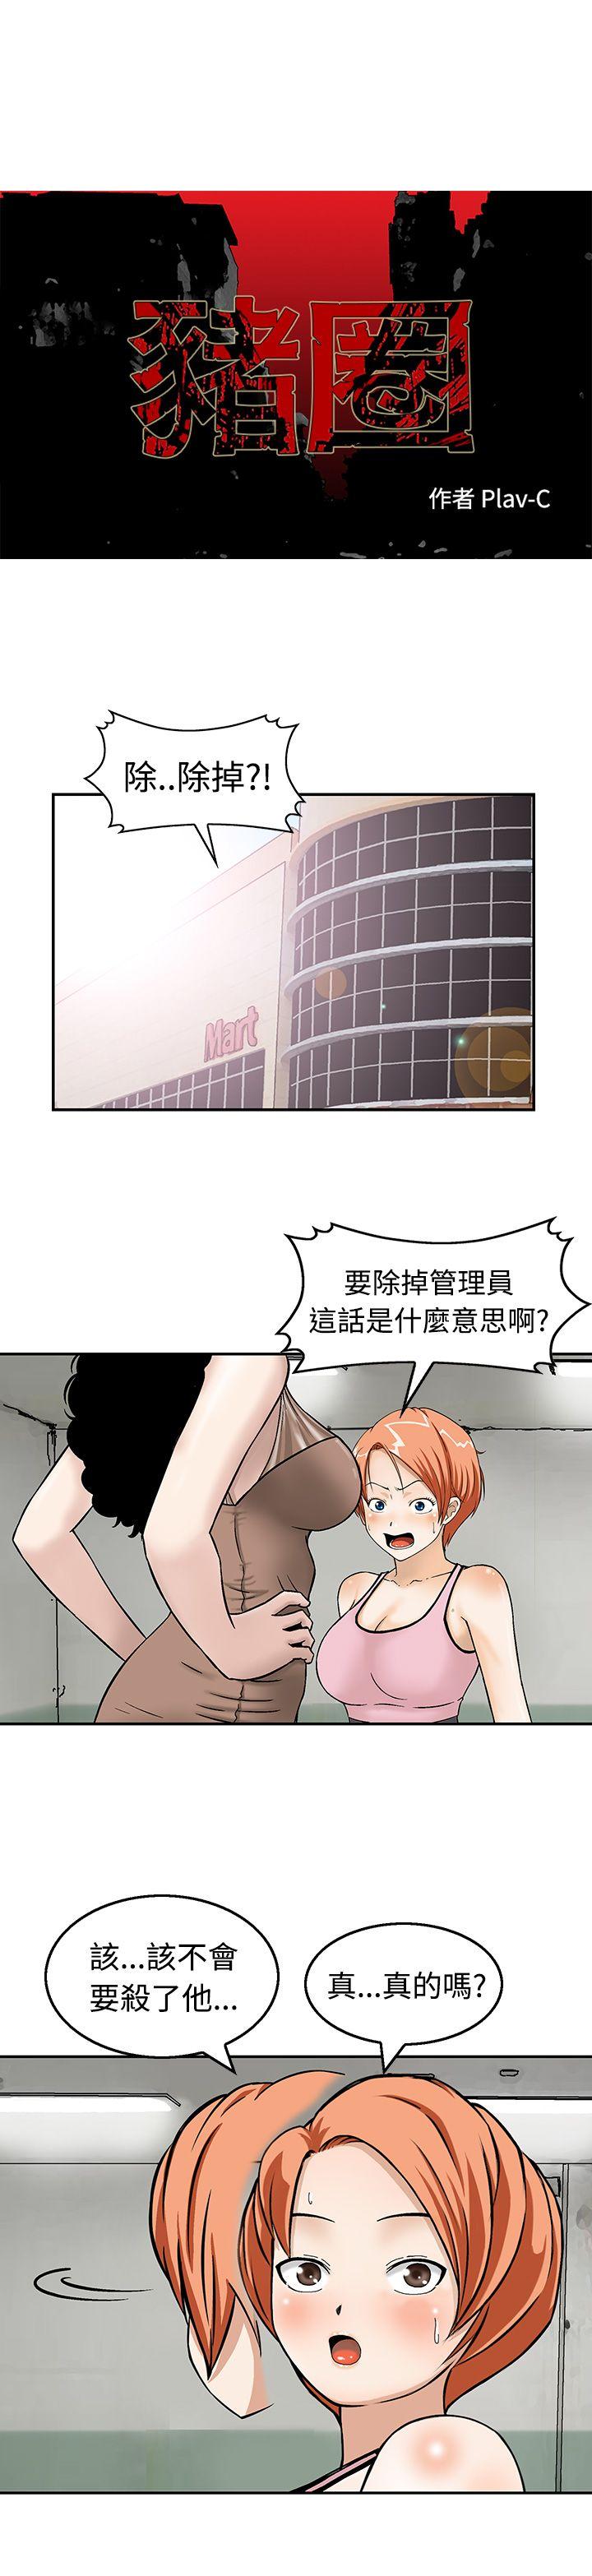 豬圈
作者 Plav-C
除..除掉?!
Mart
要除掉管理員
這話是什麼意思啊?
該...該不會
要殺了他...
真...真的嗎?